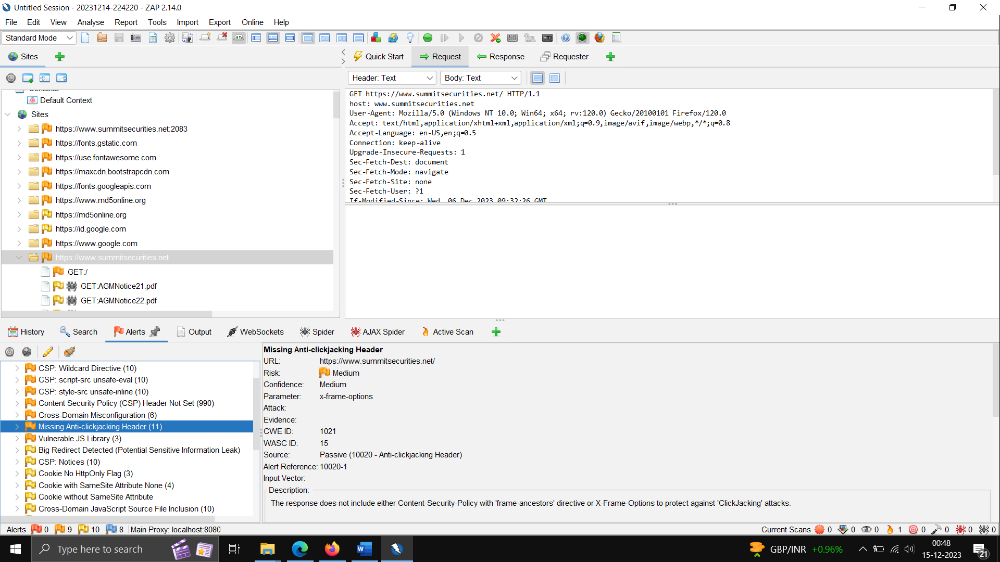 Untitled Session - 20231214-224220 - ZAP 2.14.0
File Edit View Analyse Report Tools Import Export Online Help
Standard Mode
Sites
Quick Start Request Response Requester
Header: Text Body: Text
Contexts
Default Context
Sites
https://www.summitsecurities.net:2083
https://fonts.gstatic.com
https://use.fontawesome.com
https://maxcdn.bootstrapcdn.com
https://fonts.googleapis.com
https://www.md5online.org
https://md5online.org
https://id.google.com
https://www.google.com
https://www.summitsecurities.net
GET:/
GET:AGMNotice21.pdf
GET:AGMNotice22.pdf
GET https://www.summitsecurities.net/ HTTP/1.1
host: www.summitsecurities.net
User-Agent: Mozilla/5.0 (Windows NT 10.0; Win64; x64; rv:120.0) Gecko/20100101 Firefox/120.0
Accept: text/html,application/xhtml+xml,application/xml;q=0.9,image/avif,image/webp,*/*;q=0.8
Accept-Language: en-US,en;q=0.5
Connection: keep-alive
Upgrade-Insecure-Requests: 1
Sec-Fetch-Dest: document
Sec-Fetch-Mode: navigate
Sec-Fetch-Site: none
Sec-Fetch-User: ?1
If-Modified-Since: Wed, 06 Dec 2023 09:32:26 GMT
History Search Alerts Output WebSockets Spider AJAX Spider Active Scan
CSP: Wildcard Directive (10)
CSP: script-src unsafe-eval (10)
CSP: style-src unsafe-inline (10)
Content Security Policy (CSP) Header Not Set (990)
Cross-Domain Misconfiguration (6)
Missing Anti-clickjacking Header (11)
Vulnerable JS Library (3)
Big Redirect Detected (Potential Sensitive Information Leak)
CSP: Notices (10)
Cookie No HttpOnly Flag (3)
Cookie with SameSite Attribute None (4)
Cookie without SameSite Attribute
Cross-Domain JavaScript Source File Inclusion (10)
Missing Anti-clickjacking Header
URL: https://www.summitsecurities.net/
Risk: Medium
Confidence: Medium
Parameter: x-frame-options
Attack:
Evidence:
CWE ID: 1021
WASC ID: 15
Source: Passive (10020 - Anti-clickjacking Header)
Alert Reference: 10020-1
Input Vector:
Description:
The response does not include either Content-Security-Policy with 'frame-ancestors' directive or X-Frame-Options to protect against 'ClickJacking' attacks.
Alerts 0 9 10 8 Main Proxy: localhost:8080
Current Scans 0 0 0 1 0 0 0 0
Type here to search
GBP/INR +0.96%
00:48
15-12-2023
21